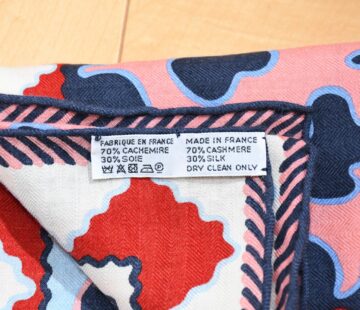 FABRIQUE EN FRANCE
70% CACHEMIRE
30% SOIE
MADE IN FRANCE
70% CASHMERE
30% SILK
DRY CLEAN ONLY